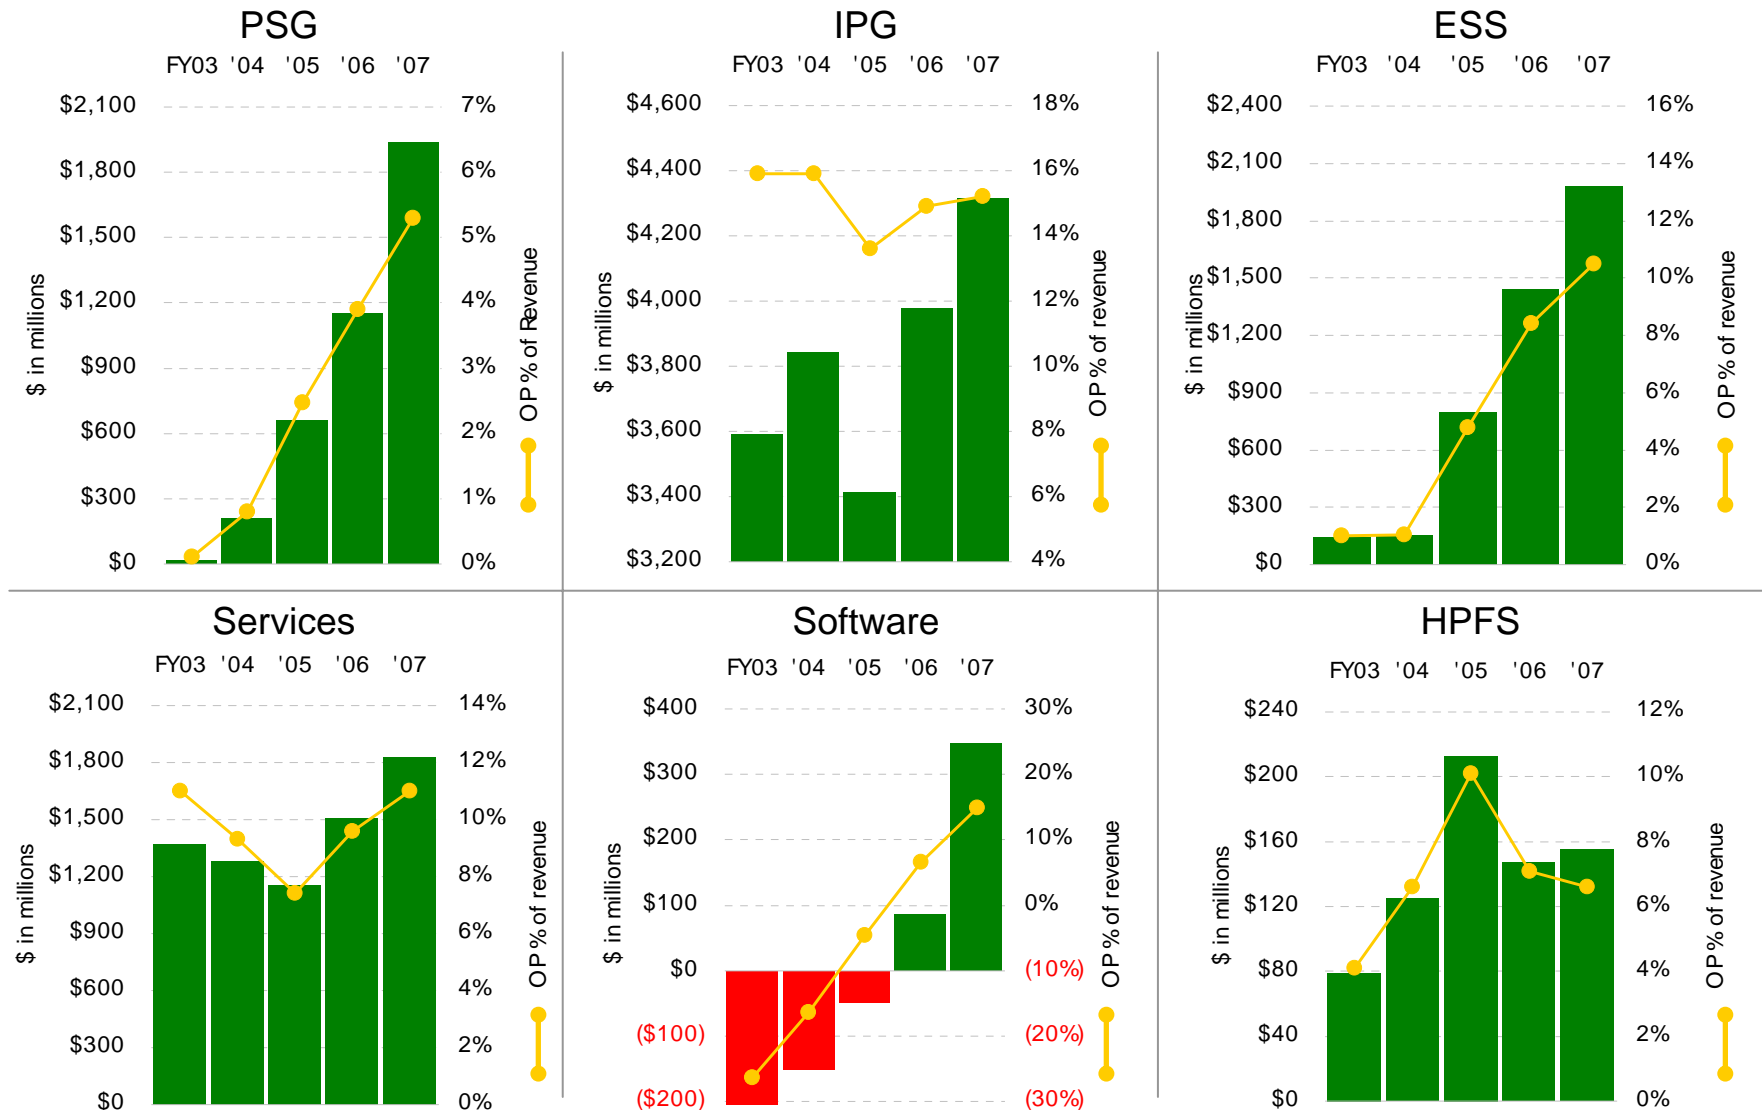 PSG
FY03 '04 '05 '06 '07
$2,100 7%
$1,800 6%
$1,500 5%
$1,200 4%
$900 3%
$600 2%
$300 1%
$0 0%
$ in millions
OP % of Revenue
IPG
FY03 '04 '05 '06 '07
$4,600 18%
$4,400 16%
$4,200 14%
$4,000 12%
$3,800 10%
$3,600 8%
$3,400 6%
$3,200 4%
$ in millions
OP % of revenue
ESS
FY03 '04 '05 '06 '07
$2,400 16%
$2,100 14%
$1,800 12%
$1,500 10%
$1,200 8%
$900 6%
$600 4%
$300 2%
$0 0%
$ in millions
OP % of revenue
Services
FY03 '04 '05 '06 '07
$2,100 14%
$1,800 12%
$1,500 10%
$1,200 8%
$900 6%
$600 4%
$300 2%
$0 0%
$ in millions
OP % of revenue
Software
FY03 '04 '05 '06 '07
$400 30%
$300 20%
$200 10%
$100 0%
$0 (10%)
($100) (20%)
($200) (30%)
$ in millions
OP % of revenue
HPFS
FY03 '04 '05 '06 '07
$240 12%
$200 10%
$160 8%
$120 6%
$80 4%
$40 2%
$0 0%
$ in millions
OP % of revenue